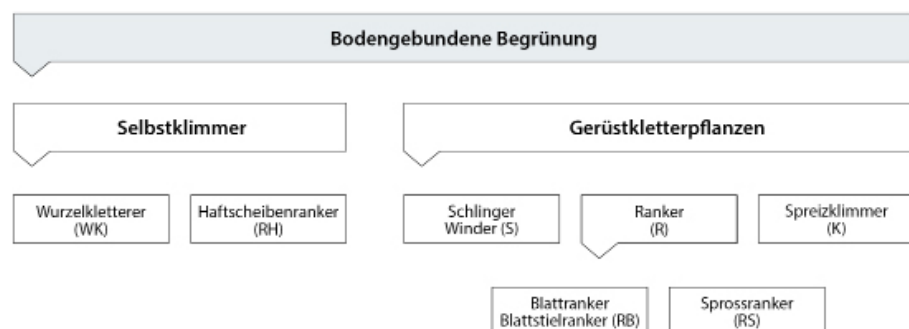 Bodengebundene Begrünung
Selbstklimmer
Gerüstkletterpflanzen
Wurzelkletterer
(WK)
Haftscheibenranker
(RH)
Schlinger
Winder (S)
Ranker
(R)
Spreizklimmer
(K)
Blattranker
Blattstielranker (RB)
Sprossranker
(RS)